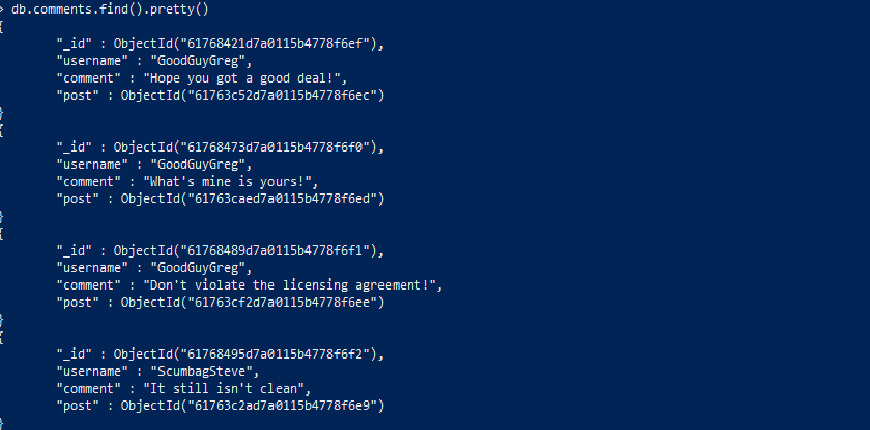 > db.comments.find().pretty()
{
"_id" : ObjectId("61768421d7a0115b4778f6ef"),
"username" : "GoodGuyGreg",
"comment" : "Hope you got a good deal!",
"post" : ObjectId("61763c52d7a0115b4778f6ec")
}
{
"_id" : ObjectId("61768473d7a0115b4778f6f0"),
"username" : "GoodGuyGreg",
"comment" : "What's mine is yours!",
"post" : ObjectId("61763caed7a0115b4778f6ed")
}
{
"_id" : ObjectId("61768489d7a0115b4778f6f1"),
"username" : "GoodGuyGreg",
"comment" : "Don't violate the licensing agreement!",
"post" : ObjectId("61763cf2d7a0115b4778f6ee")
}
{
"_id" : ObjectId("61768495d7a0115b4778f6f2"),
"username" : "ScumbagSteve",
"comment" : "It still isn't clean",
"post" : ObjectId("61763c2ad7a0115b4778f6e9")
}